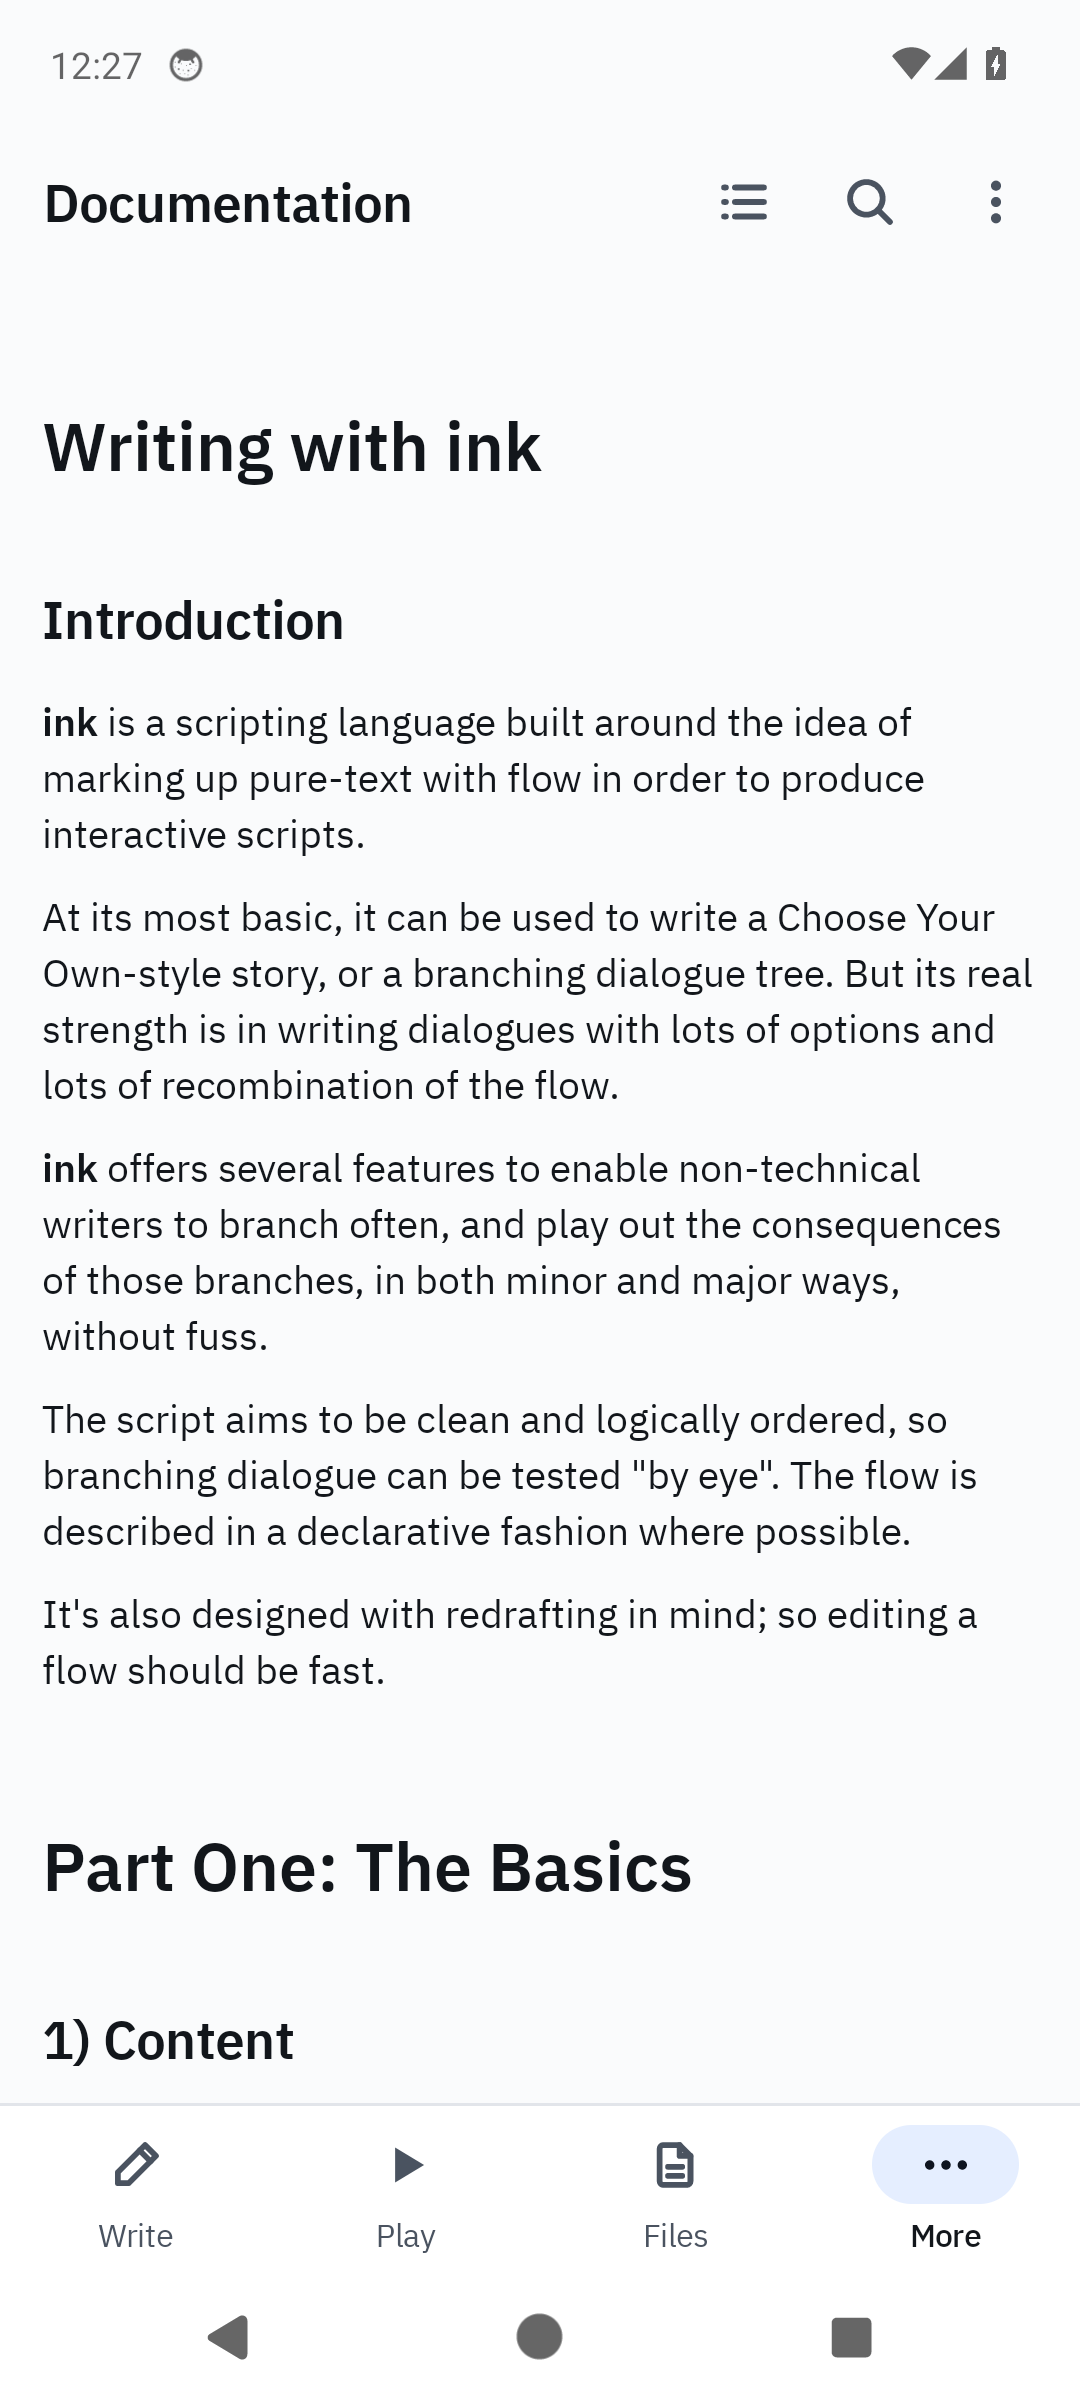 12:27
Documentation
Writing with ink
Introduction
ink is a scripting language built around the idea of
marking up pure-text with flow in order to produce
interactive scripts.
At its most basic, it can be used to write a Choose Your
Own-style story, or a branching dialogue tree. But its real
strength is in writing dialogues with lots of options and
lots of recombination of the flow.
ink offers several features to enable non-technical
writers to branch often, and play out the consequences
of those branches, in both minor and major ways,
without fuss.
The script aims to be clean and logically ordered, so
branching dialogue can be tested "by eye". The flow is
described in a declarative fashion where possible.
It's also designed with redrafting in mind; so editing a
flow should be fast.
Part One: The Basics
1) Content
Write
Play
Files
More